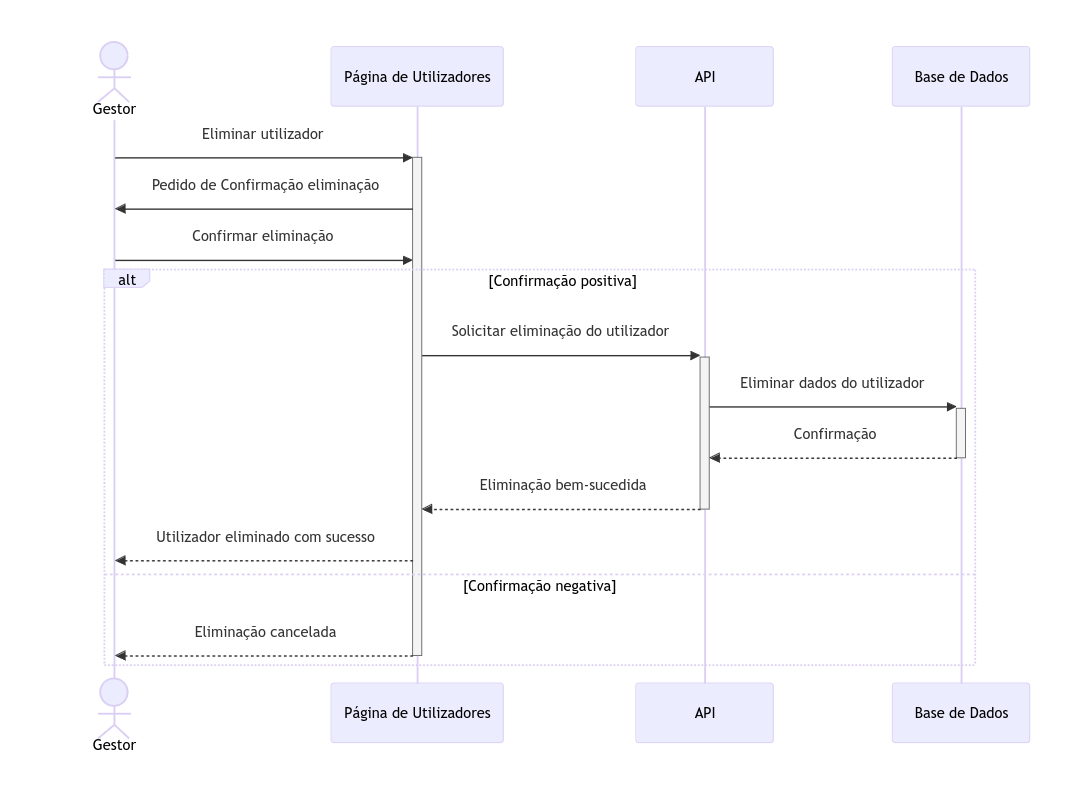 Página de Utilizadores
API
Base de Dados
Gestor
Eliminar utilizador
Pedido de Confirmação eliminação
Confirmar eliminação
alt
[Confirmação positiva]
Solicitar eliminação do utilizador
Eliminar dados do utilizador
Confirmação
Eliminação bem-sucedida
Utilizador eliminado com sucesso
[Confirmação negativa]
Eliminação cancelada
Página de Utilizadores
API
Base de Dados
Gestor